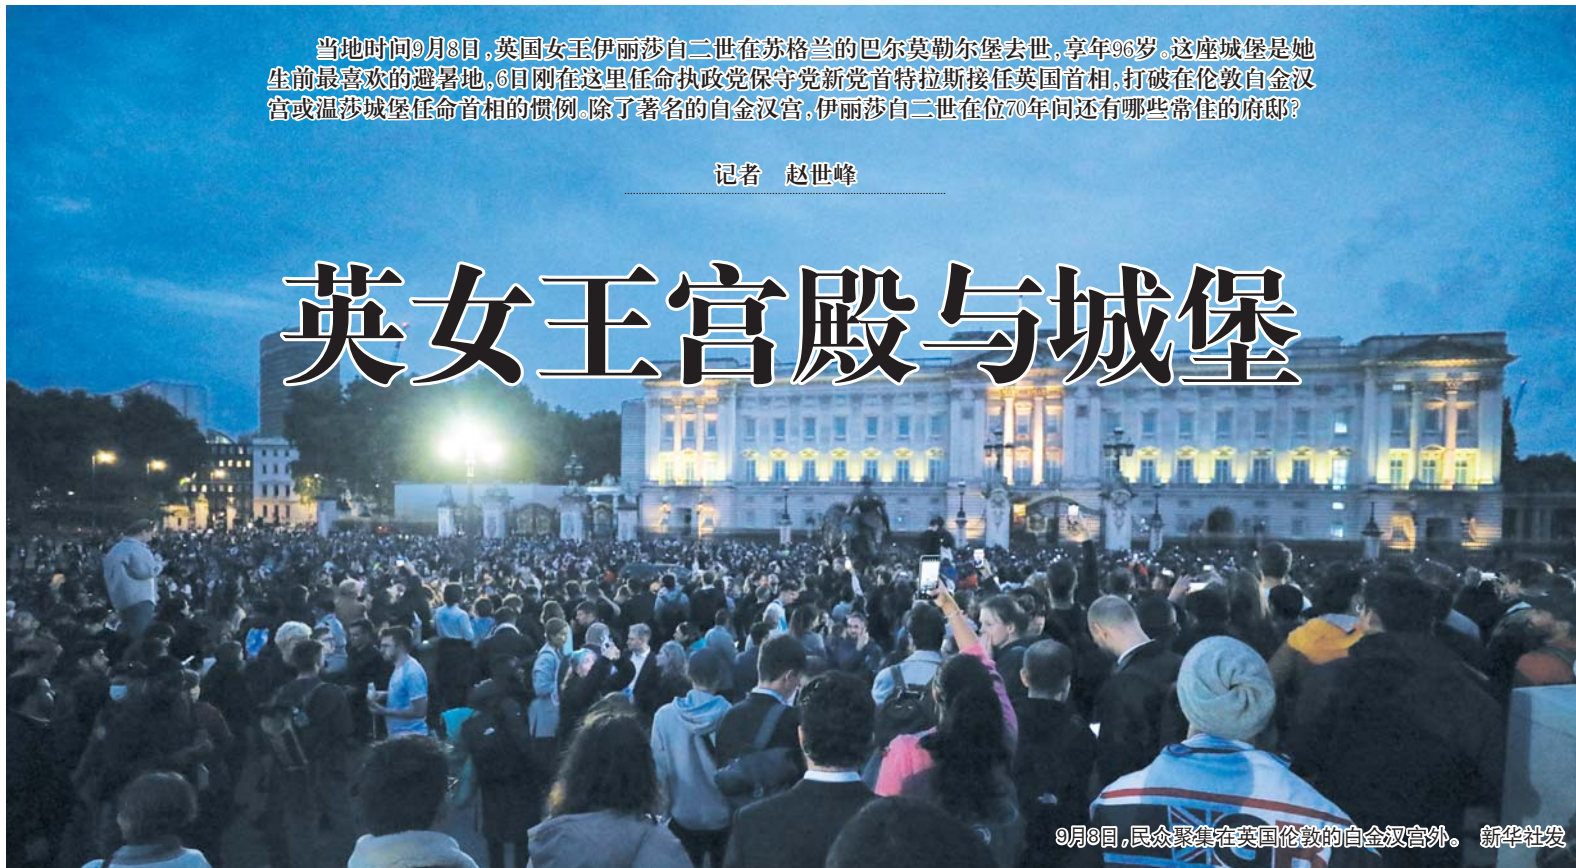 当地时间9月8日,英国女王伊丽莎白二世在苏格兰的巴尔莫勒尔堡去世,享年96岁。这座城堡是她
生前最喜欢的避暑地,6日刚在这里任命执政党保守党新党首特拉斯接任英国首相,打破在伦敦白金汉
宫或温莎城堡任命首相的惯例。除了著名的白金汉宫,伊丽莎白二世在位70年间还有哪些常住的府邸?
记者 赵世峰
英女王宫殿与城堡
9月8日,民众聚集在英国伦敦的白金汉宫外。 新华社发